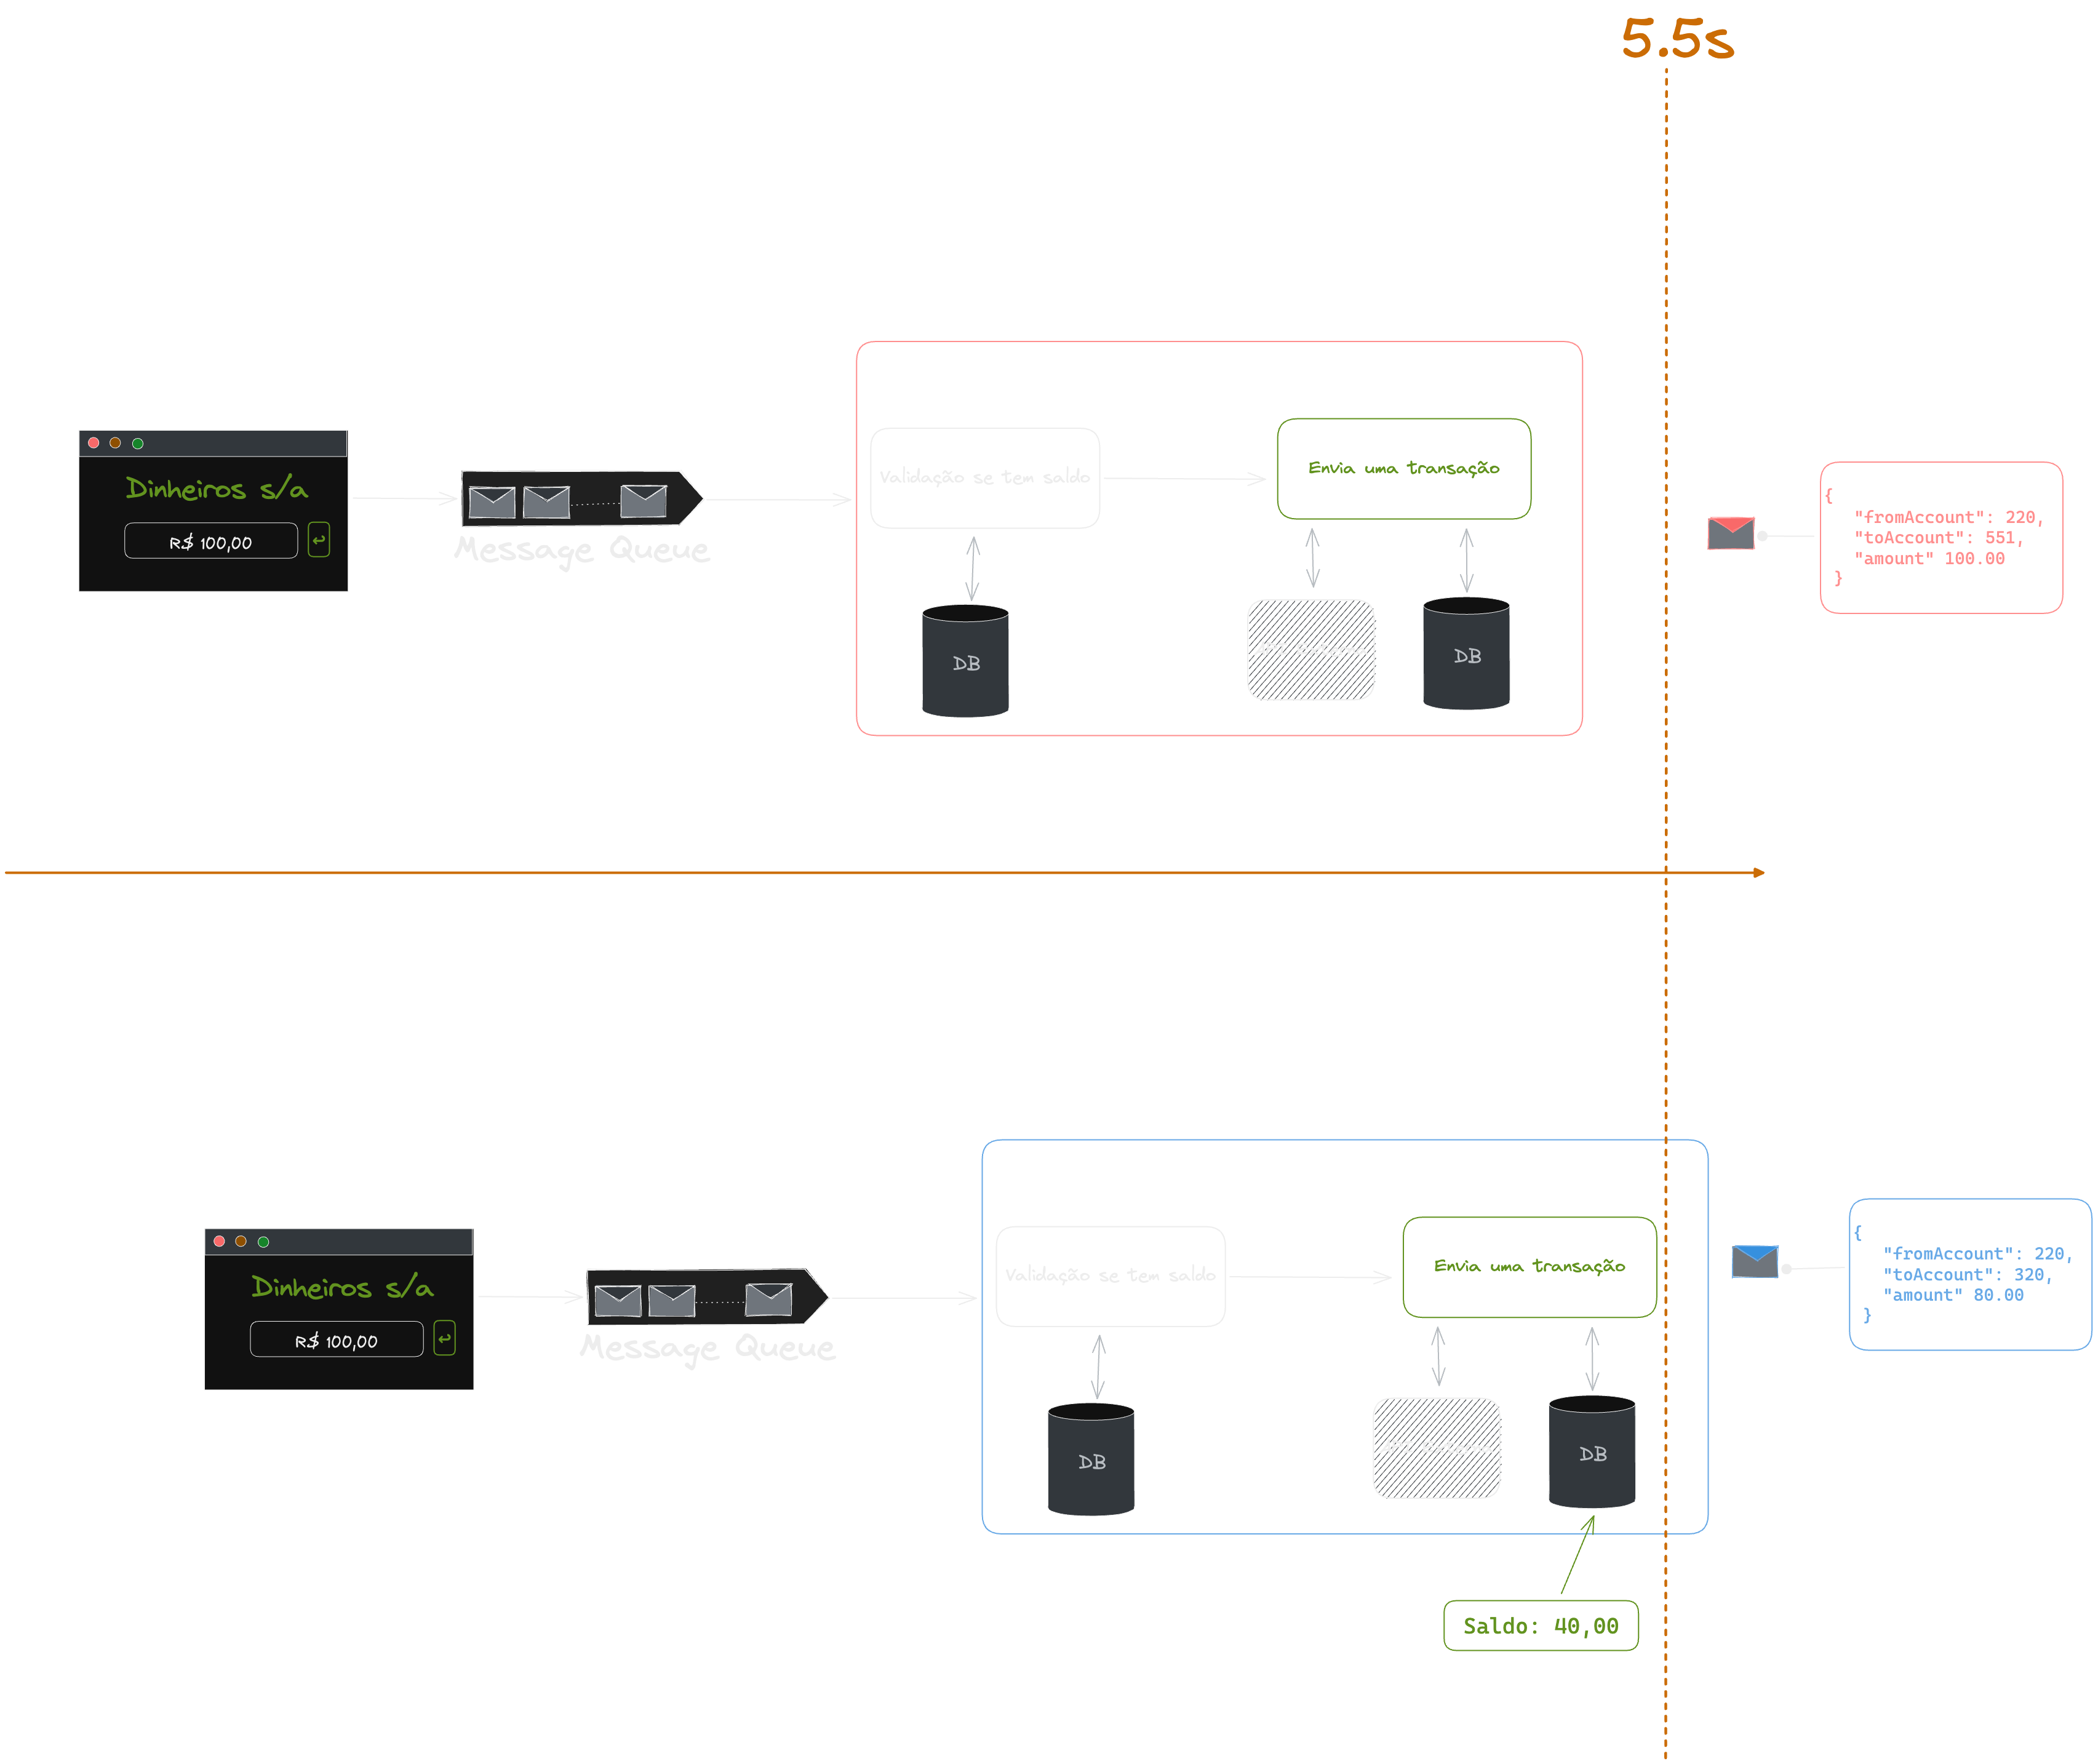 5.5s
Dinheiros s/a
R$ 100,00
Message Queue
Validação se tem saldo
Envia uma transação
DB
DB
{
"fromAccount": 220,
"toAccount": 551,
"amount" 100.00
}
Dinheiros s/a
R$ 100,00
Message Queue
Validação se tem saldo
Envia uma transação
DB
DB
{
"fromAccount": 220,
"toAccount": 320,
"amount" 80.00
}
Saldo: 40,00